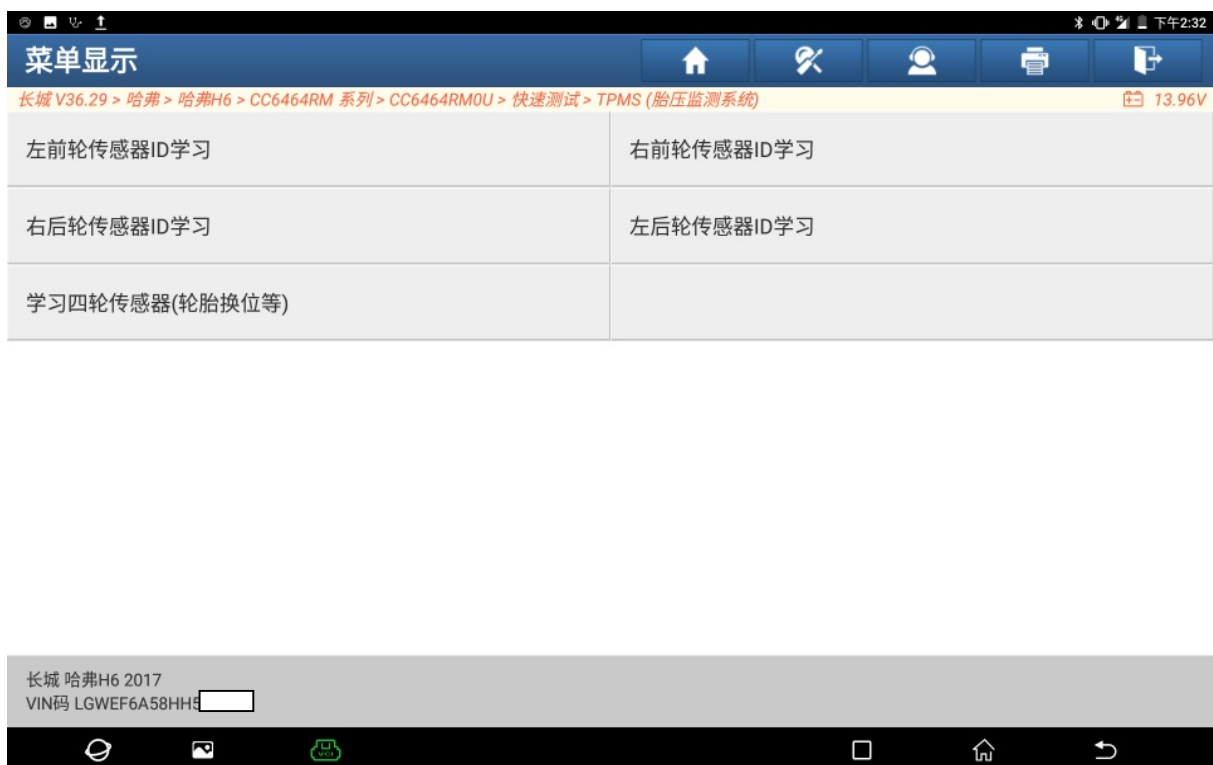 下午2:32
菜单显示
长城 V36.29 > 哈弗 > 哈弗H6 > CC6464RM 系列 > CC6464RM0U > 快速测试 > TPMS (胎压监测系统) 13.96V
左前轮传感器ID学习 右前轮传感器ID学习
右后轮传感器ID学习 左后轮传感器ID学习
学习四轮传感器(轮胎换位等)
长城 哈弗H6 2017
VIN码 LGWEF6A58HH5
VCI